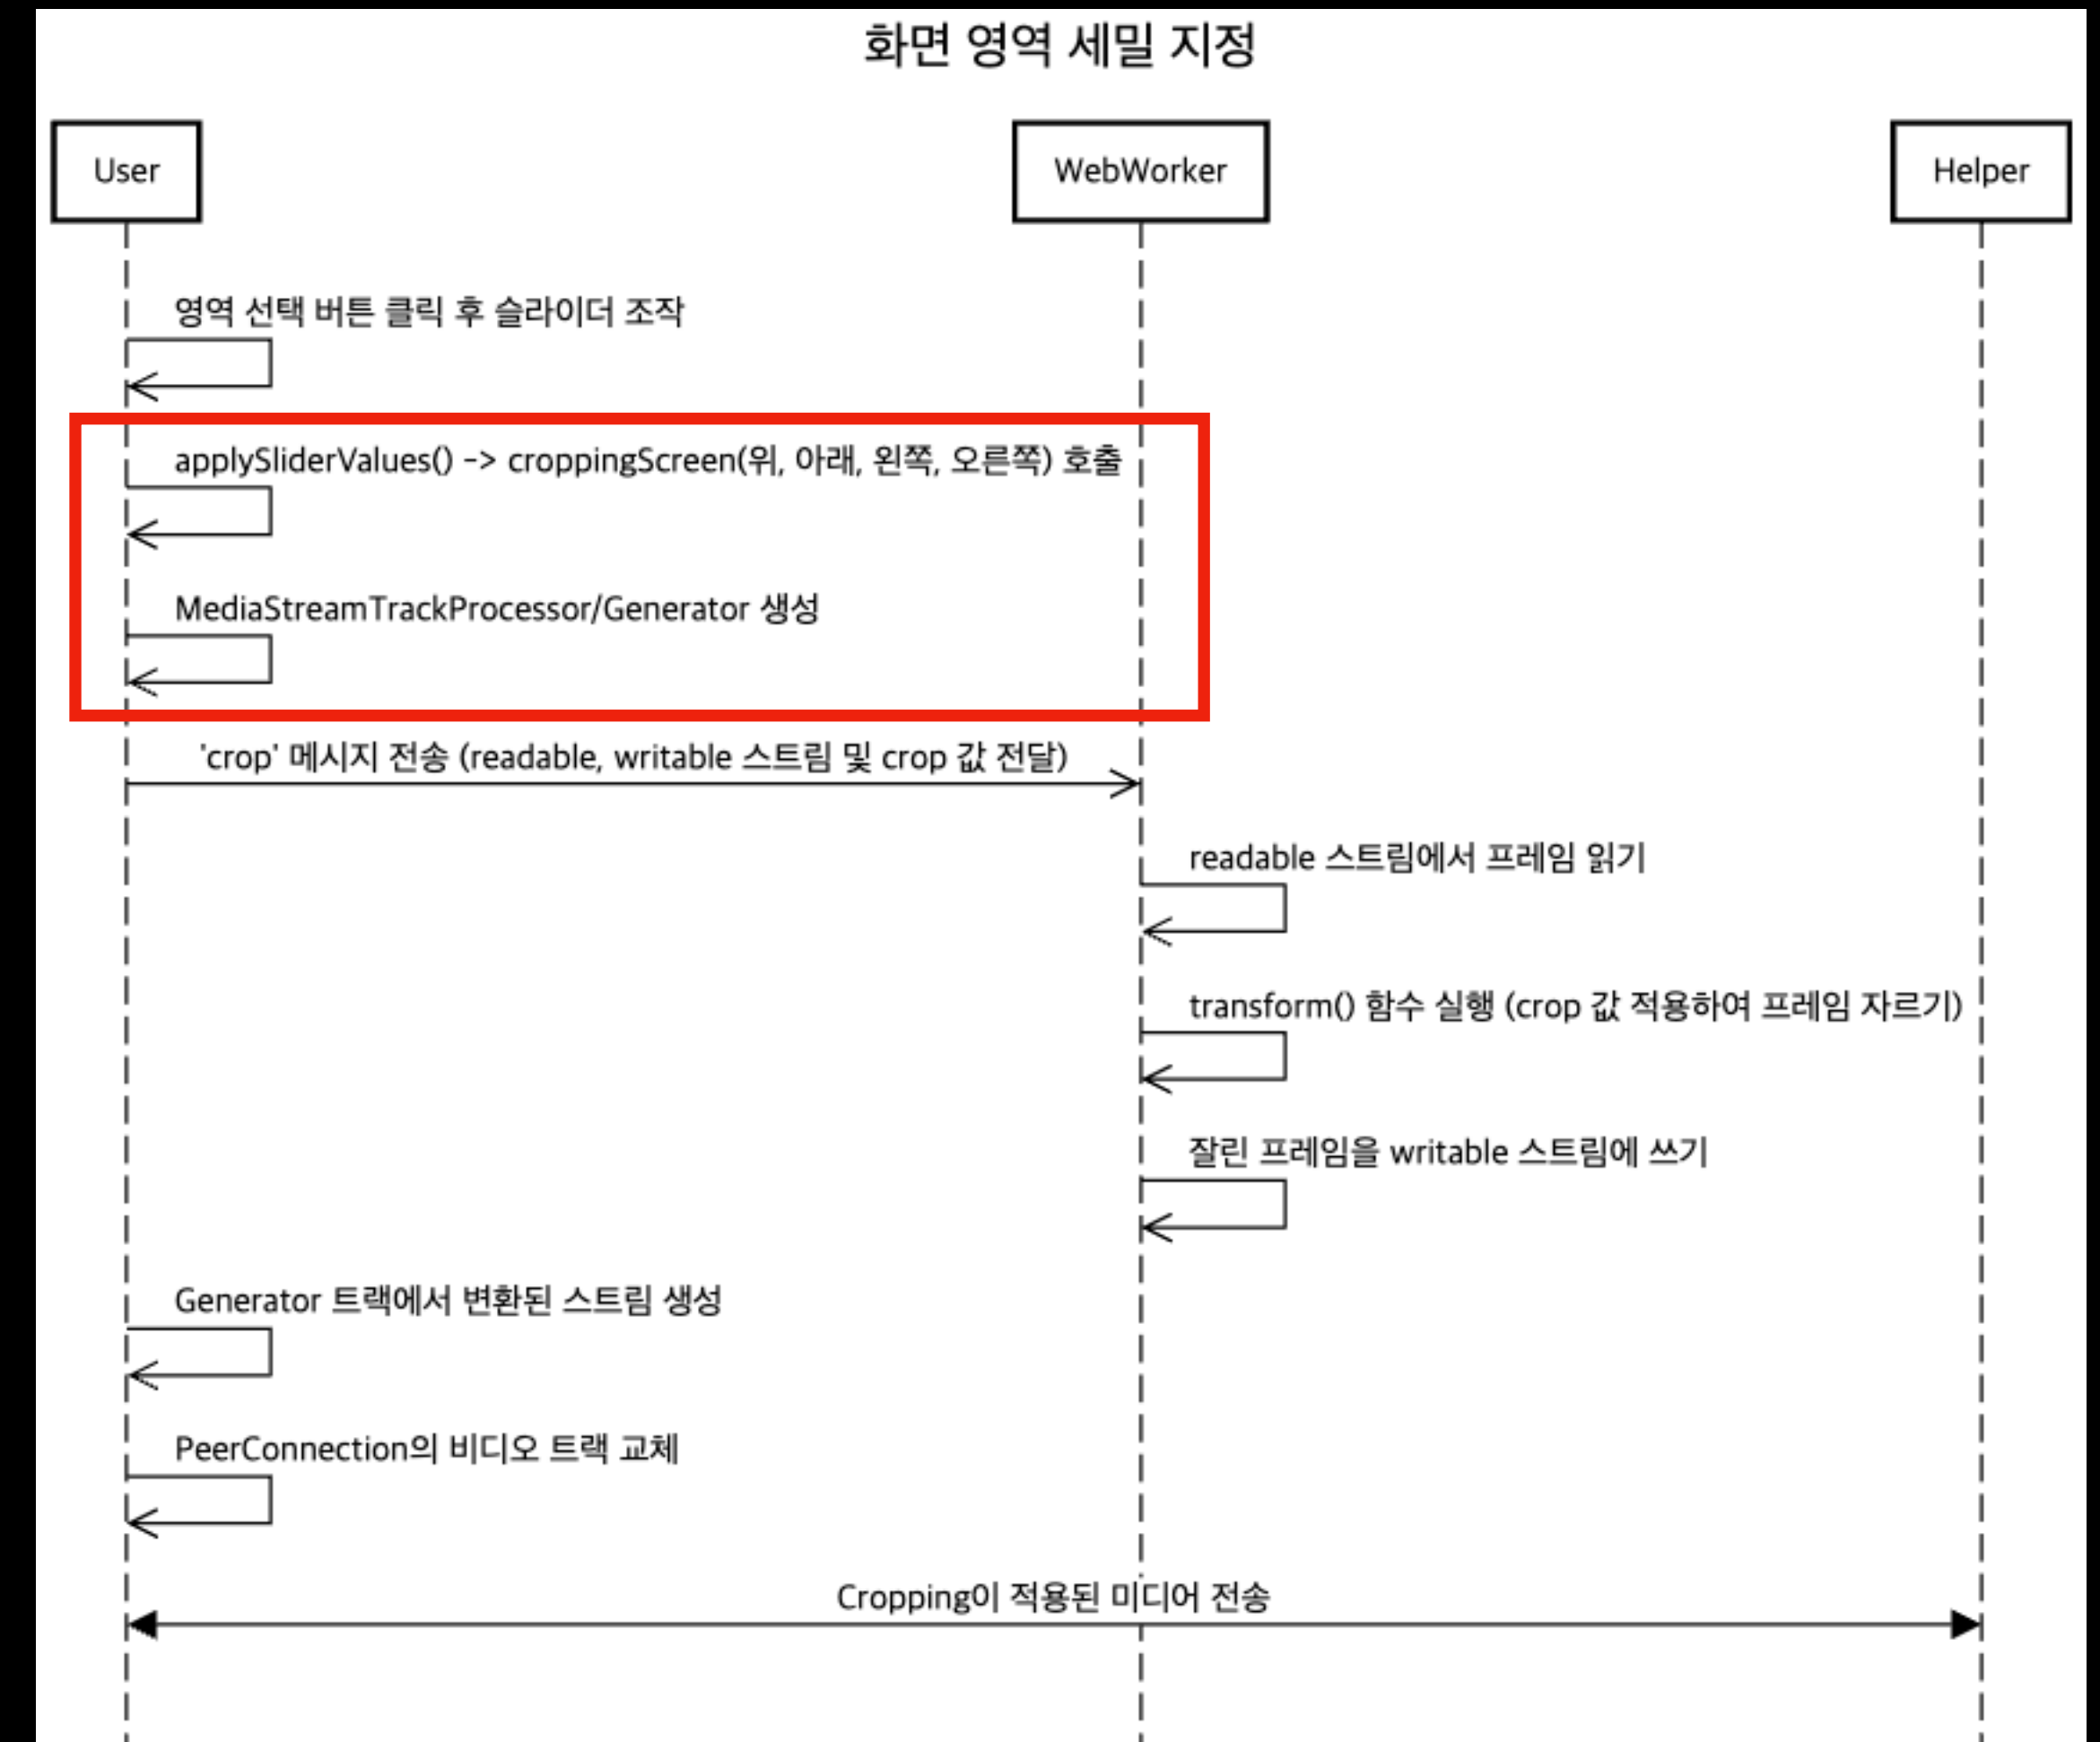 화면 영역 세밀 지정
User
WebWorker
Helper
영역 선택 버튼 클릭 후 슬라이더 조작
applySliderValues() -> croppingScreen(위, 아래, 왼쪽, 오른쪽) 호출
MediaStreamTrackProcessor/Generator 생성
'crop' 메시지 전송 (readable, writable 스트림 및 crop 값 전달)
readable 스트림에서 프레임 읽기
transform() 함수 실행 (crop 값 적용하여 프레임 자르기)
잘린 프레임을 writable 스트림에 쓰기
Generator 트랙에서 변환된 스트림 생성
PeerConnection의 비디오 트랙 교체
Cropping이 적용된 미디어 전송